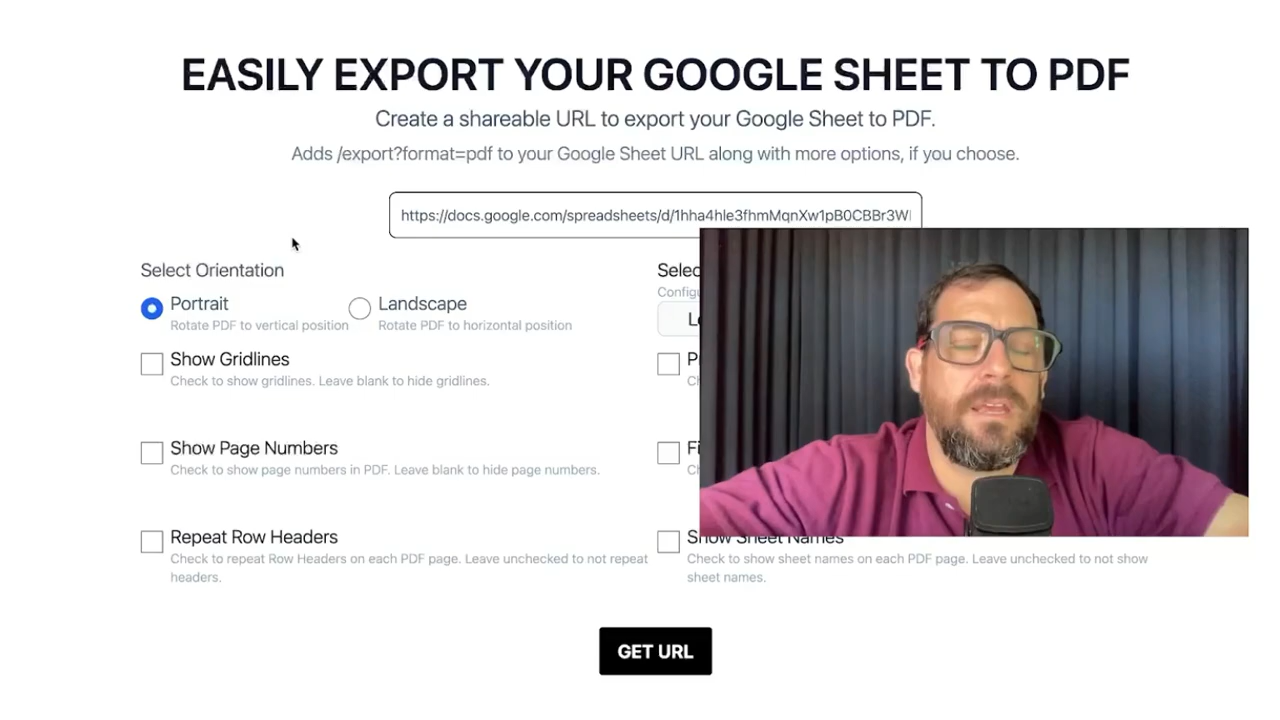 EASILY EXPORT YOUR GOOGLE SHEET TO PDF
Create a shareable URL to export your Google Sheet to PDF.
Adds /export?format=pdf to your Google Sheet URL along with more options, if you choose.
https://docs.google.com/spreadsheets/d/1hha4hle3fhmMqnXw1pB0CBBr3W
Select Orientation
Portrait
Rotate PDF to vertical position
Landscape
Rotate PDF to horizontal position
Show Gridlines
Check to show gridlines. Leave blank to hide gridlines.
Show Page Numbers
Check to show page numbers in PDF. Leave blank to hide page numbers.
Repeat Row Headers
Check to repeat Row Headers on each PDF page. Leave unchecked to not repeat
headers.
Show Sheet Names
Check to show sheet names on each PDF page. Leave unchecked to not show
sheet names.
GET URL